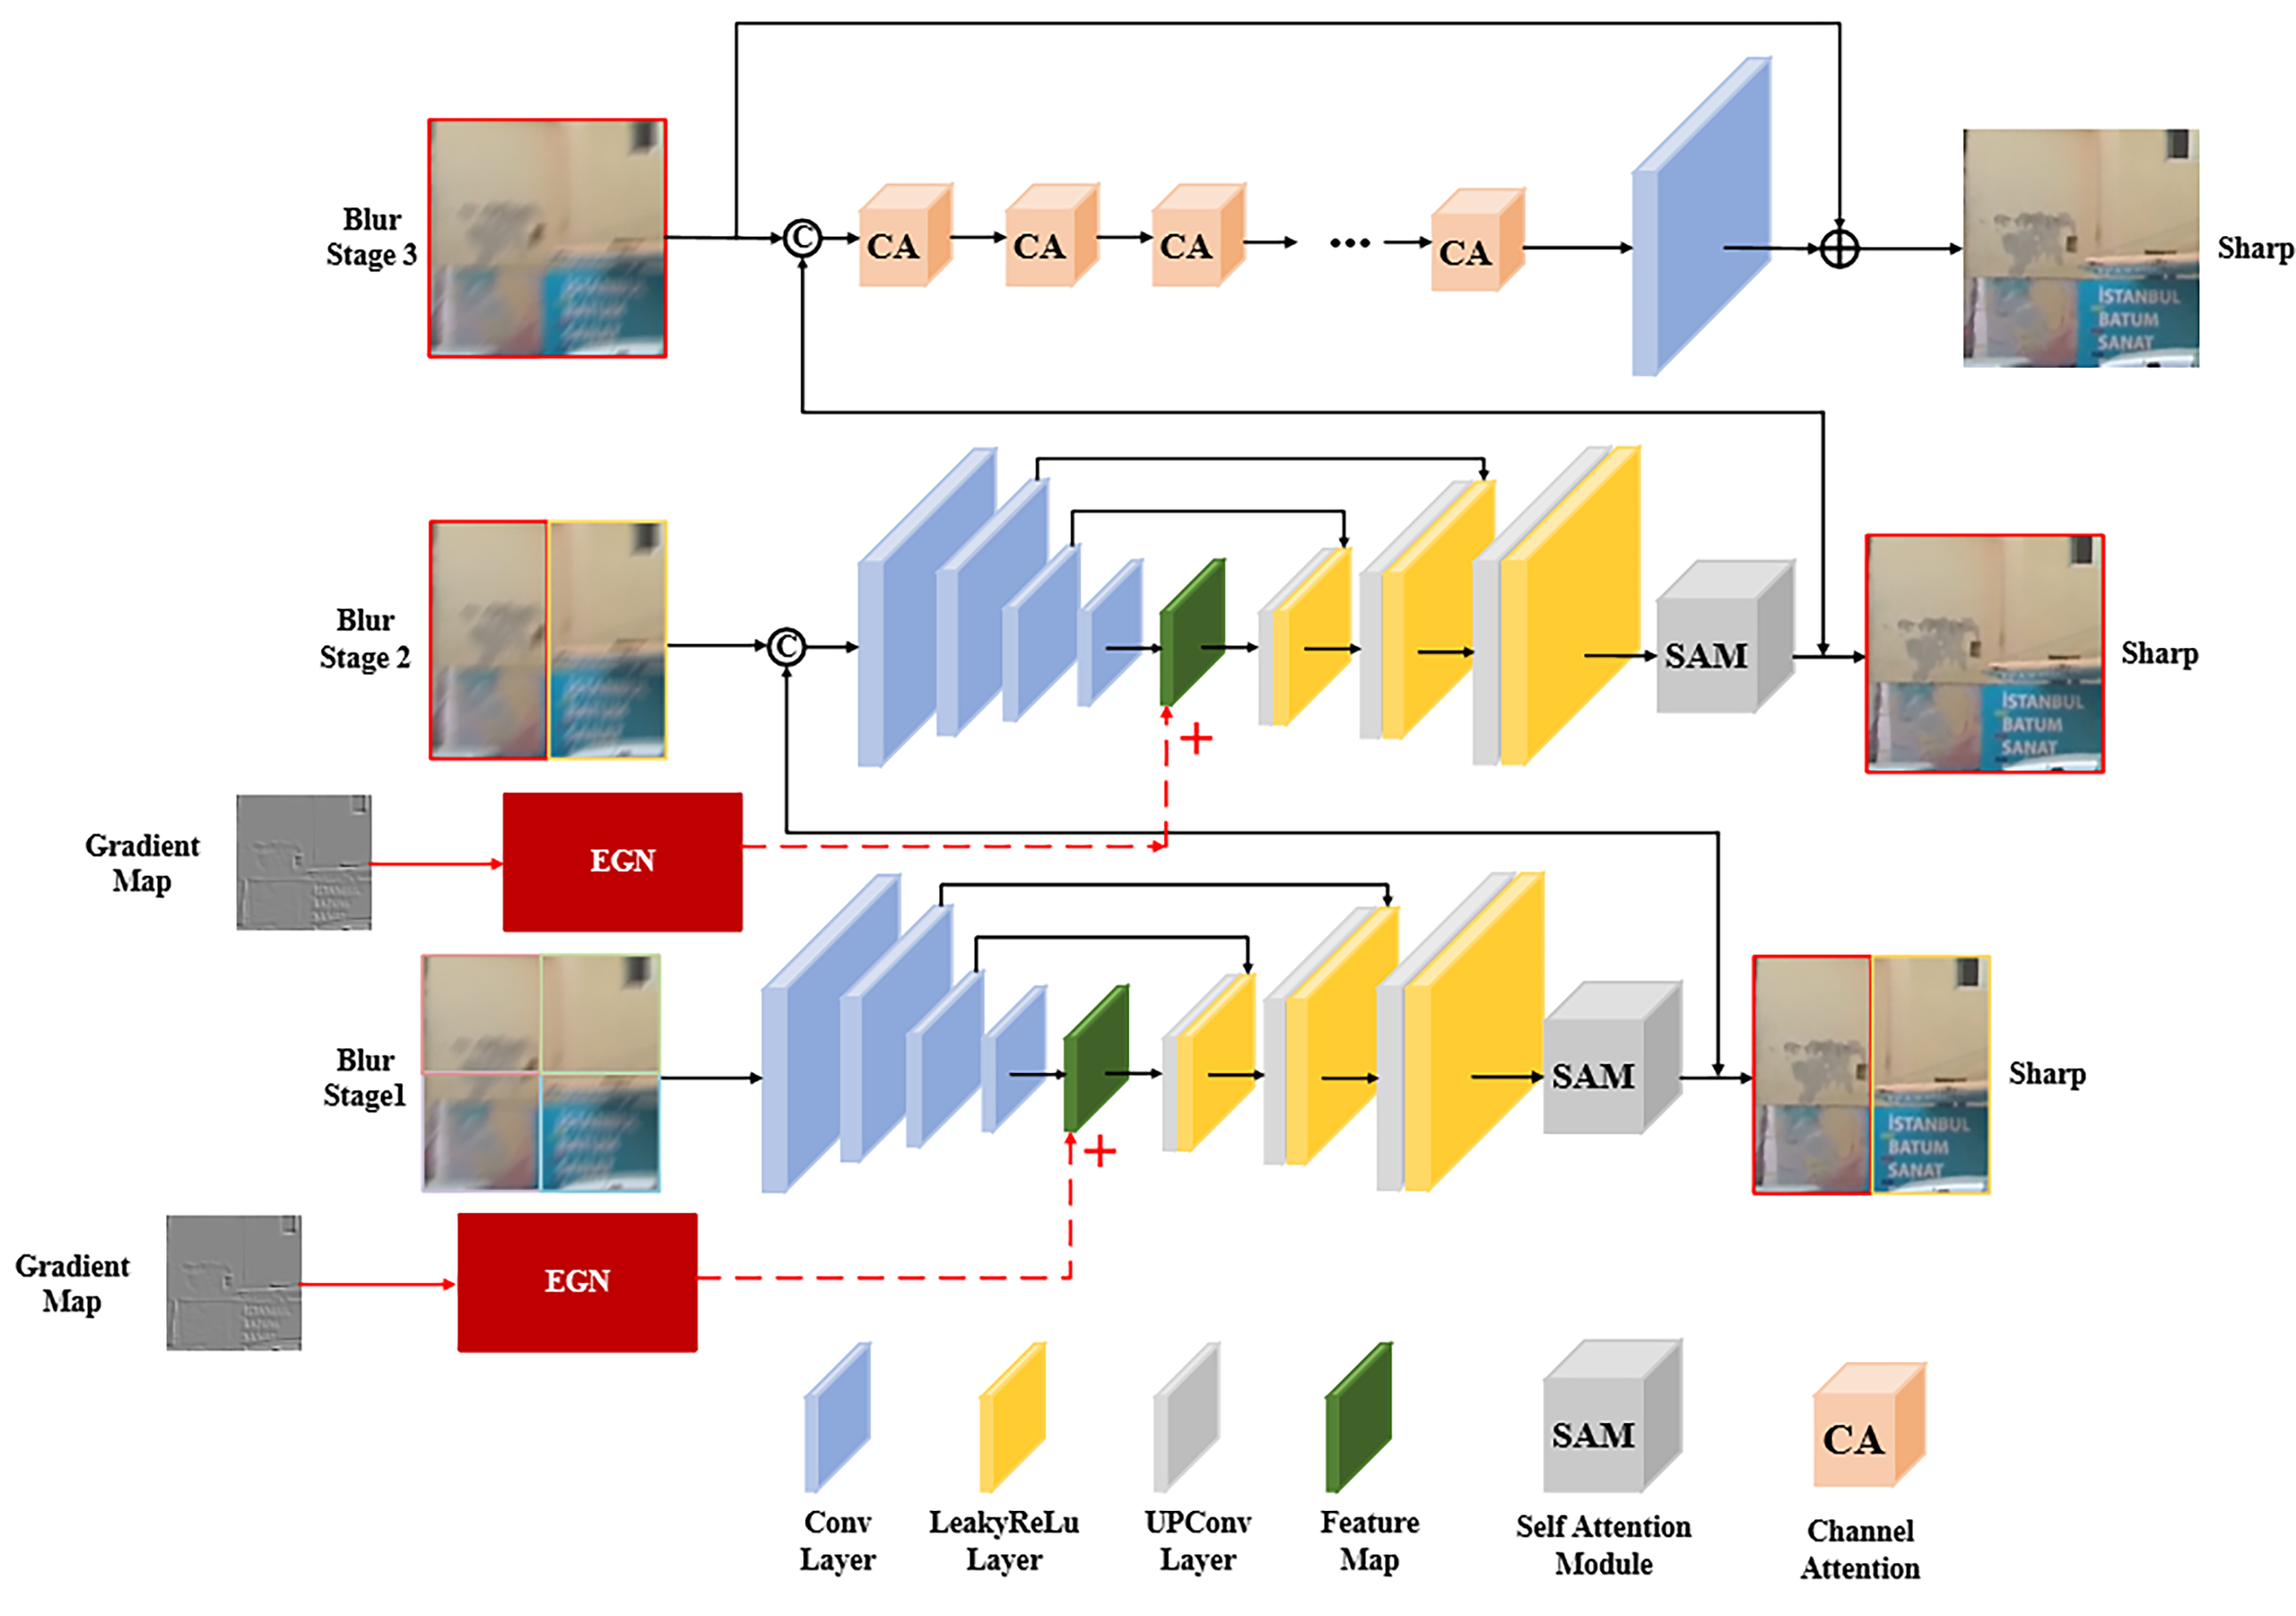 Blur
Stage 3
C
CA
CA
CA
...
CA
İSTANBUL
BATUM
SANAT
Sharp
Blur
Stage 2
C
SAM
İSTANBUL
BATUM
SANAT
Sharp
+
Gradient
Map
EGN
Blur
Stage1
SAM
İSTANBUL
BATUM
SANAT
Sharp
+
Gradient
Map
EGN
SAM
CA
Conv
Layer
LeakyReLu
Layer
UPConv
Layer
Feature
Map
Self Attention
Module
Channel
Attention